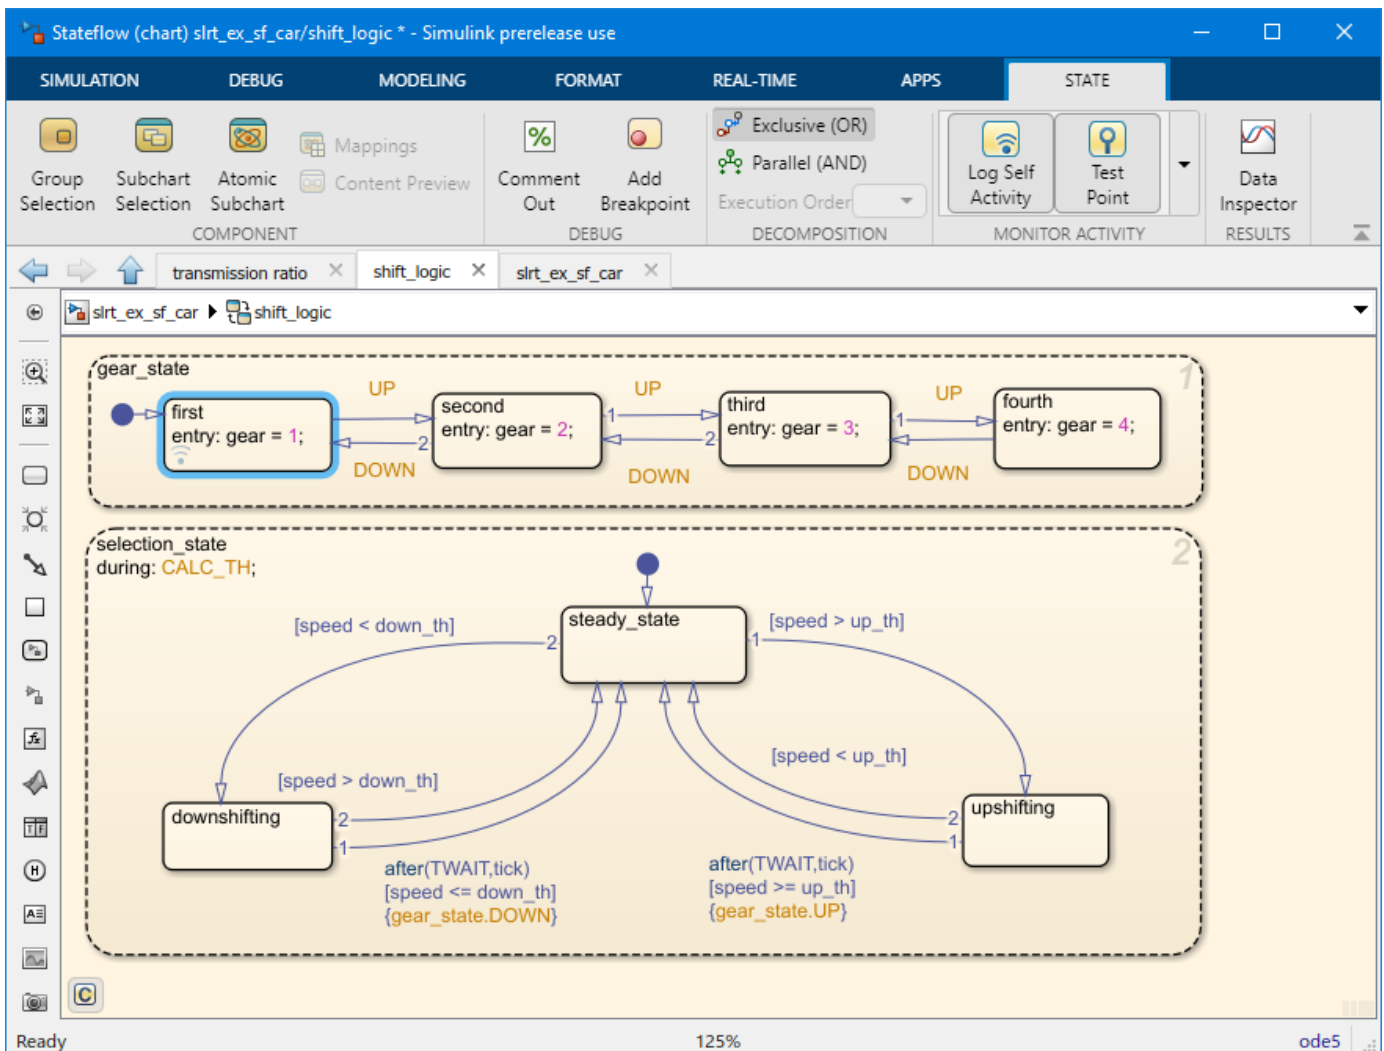 Stateflow (chart) slrt_ex_sf_car/shift_logic * - Simulink prerelease use
SIMULATION DEBUG MODELING FORMAT REAL-TIME APPS STATE
Group Selection
Subchart Selection
Atomic Subchart
Mappings
Content Preview
COMPONENT
Comment Out
Add Breakpoint
DEBUG
Exclusive (OR)
Parallel (AND)
Execution Order
DECOMPOSITION
Log Self Activity
Test Point
MONITOR ACTIVITY
Data Inspector
RESULTS
transmission ratio
shift_logic
slrt_ex_sf_car
slrt_ex_sf_car shift_logic
gear_state
1
first
entry: gear = 1;
UP
2
DOWN
second
entry: gear = 2;
UP
1
2
DOWN
third
entry: gear = 3;
UP
1
DOWN
fourth
entry: gear = 4;
selection_state
during: CALC_TH;
2
steady_state
[speed < down_th]
2
[speed > up_th]
1
[speed > down_th]
[speed < up_th]
downshifting
2
1
upshifting
2
1
after(TWAIT,tick)
[speed <= down_th]
{gear_state.DOWN}
after(TWAIT,tick)
[speed >= up_th]
{gear_state.UP}
Ready
125%
ode5